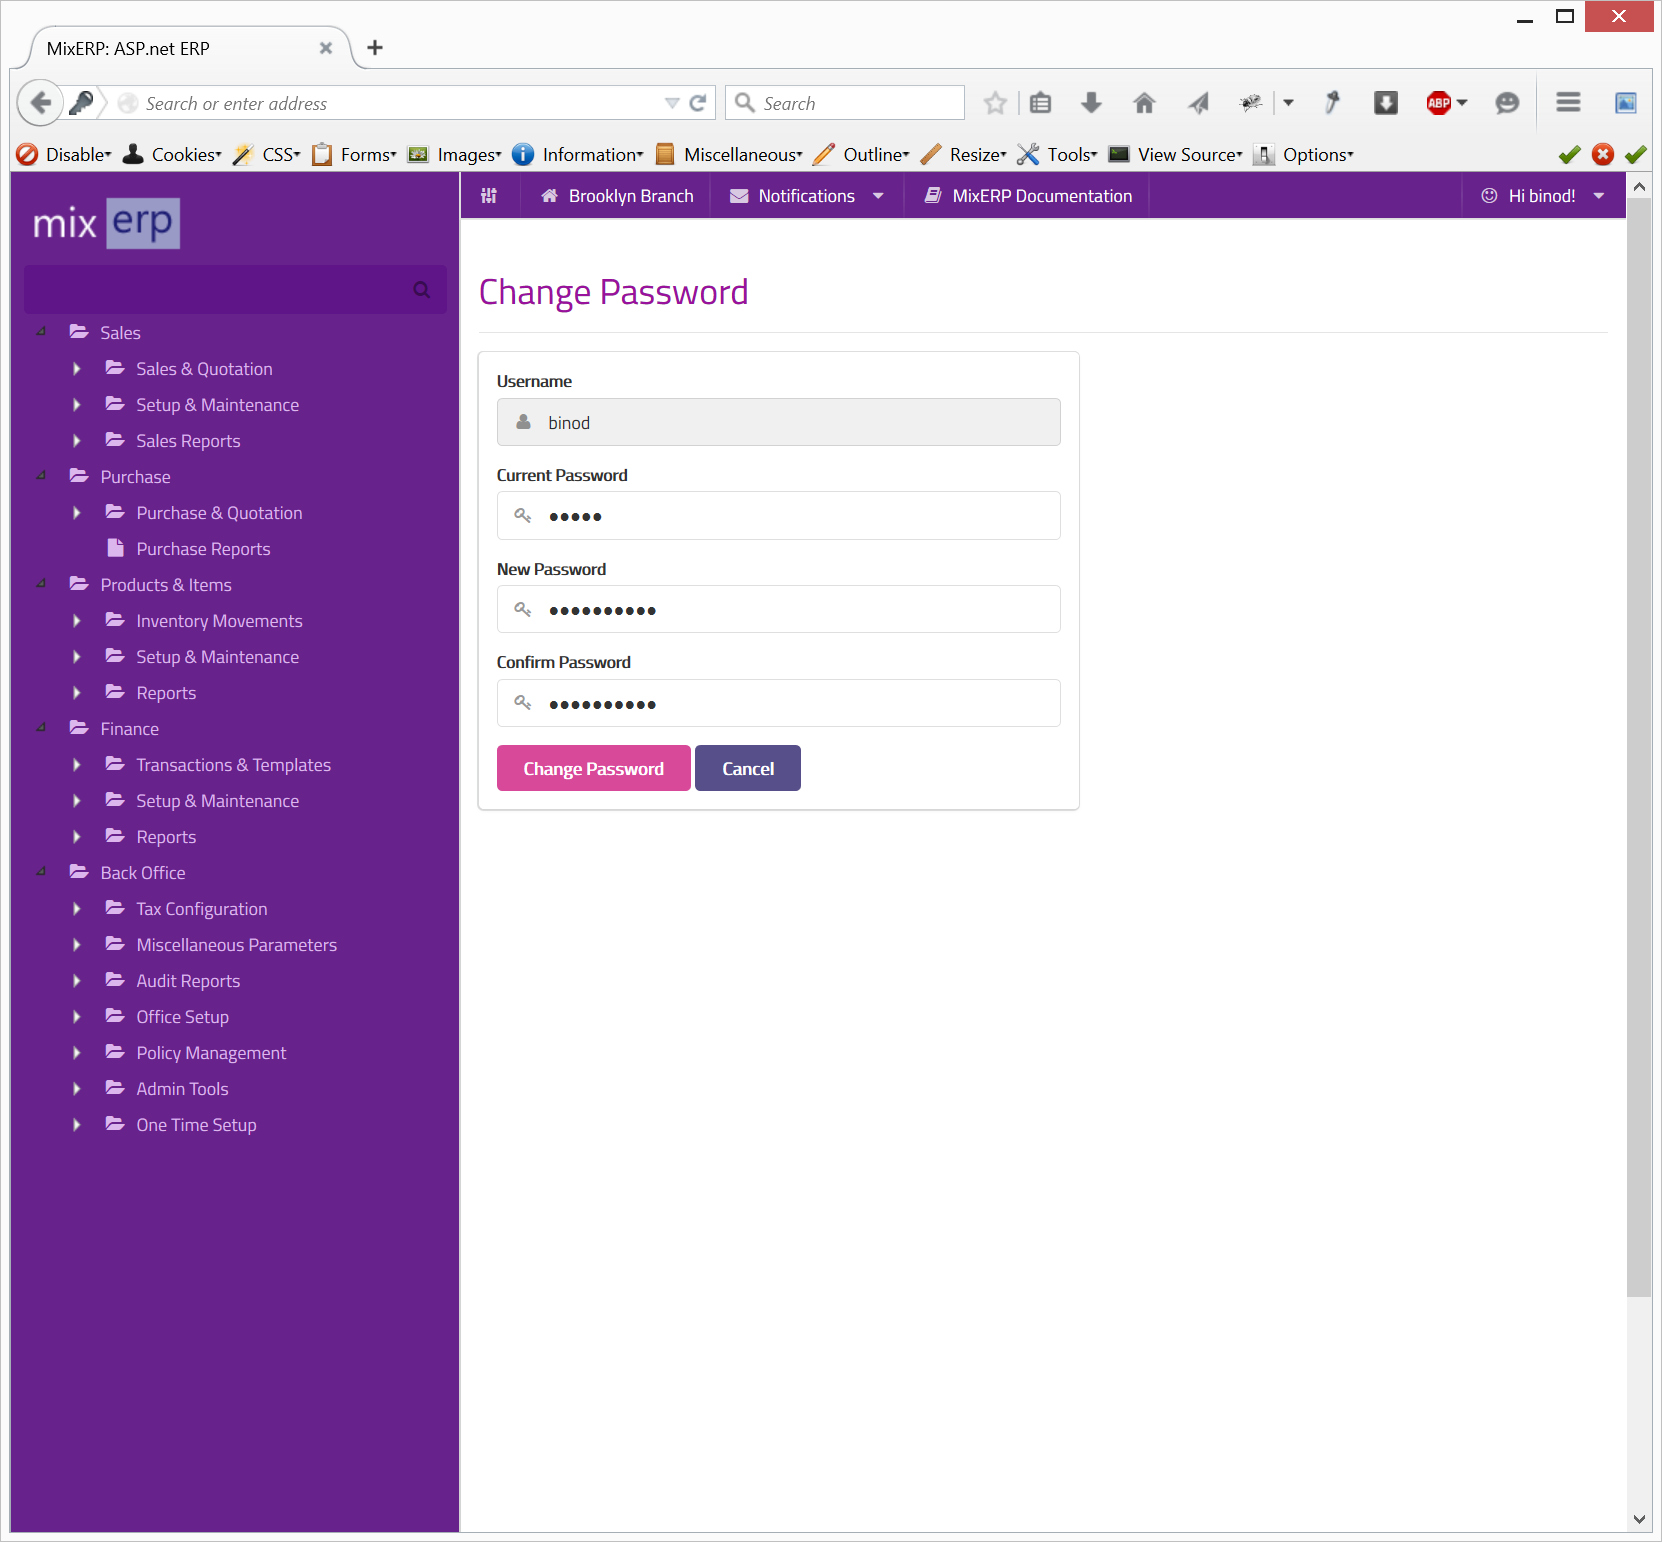 MixERP: ASP.net ERP
Search or enter address
Search
ABP
Disable Cookies CSS Forms Images Information Miscellaneous Outline Resize Tools View Source Options
mix erp
Brooklyn Branch Notifications MixERP Documentation Hi binod!
Sales
Sales & Quotation
Setup & Maintenance
Sales Reports
Purchase
Purchase & Quotation
Purchase Reports
Products & Items
Inventory Movements
Setup & Maintenance
Reports
Finance
Transactions & Templates
Setup & Maintenance
Reports
Back Office
Tax Configuration
Miscellaneous Parameters
Audit Reports
Office Setup
Policy Management
Admin Tools
One Time Setup
Change Password
Username
binod
Current Password
•••••
New Password
••••••••••
Confirm Password
••••••••••
Change Password Cancel